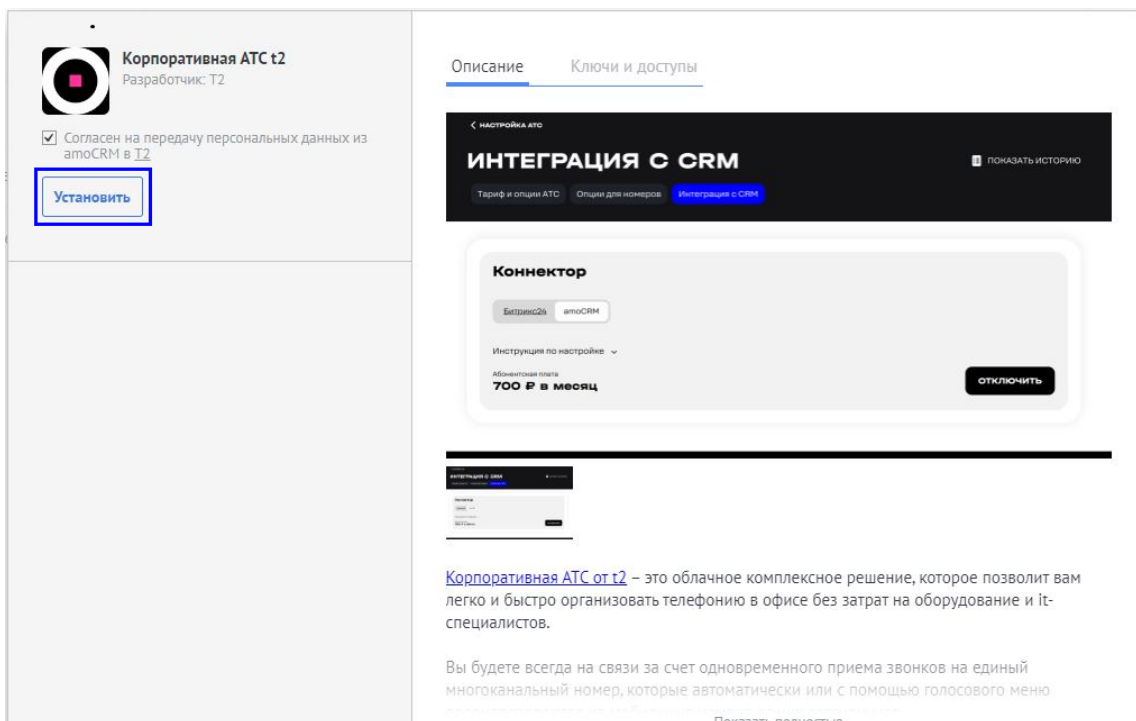 Корпоративная АТС t2
Разработчик: T2
Согласен на передачу персональных данных из
amoCRM в T2
Установить
Описание
Ключи и доступы
НАСТРОЙКА АТС
ИНТЕГРАЦИЯ С CRM
ПОКАЗАТЬ ИСТОРИЮ
Тариф и опции АТС
Опции для номеров
Интеграция с CRM
Коннектор
Битрикс24
amoCRM
Инструкция по настройке
Абонентская плата
700 ₽ в месяц
ОТКЛЮЧИТЬ
ИНТЕГРАЦИЯ С CRM
Корпоративная АТС от t2 – это облачное комплексное решение, которое позволит вам
легко и быстро организовать телефонию в офисе без затрат на оборудование и it-
специалистов.
Вы будете всегда на связи за счет одновременного приема звонков на единый
многоканальный номер, которые автоматически или с помощью голосового меню